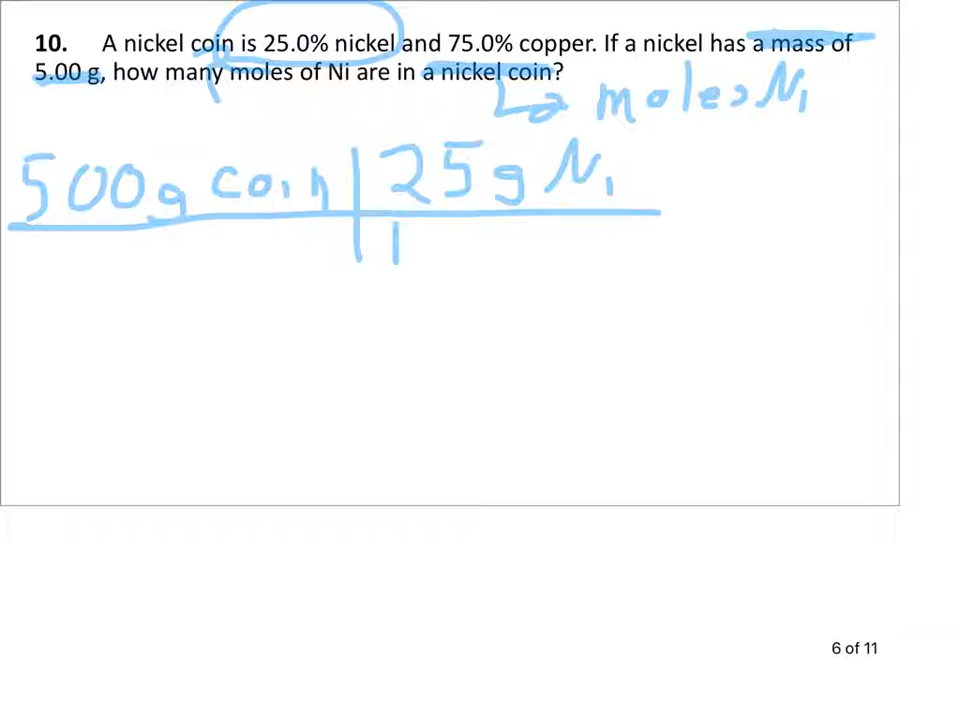 10. A nickel coin is 25.0% nickel and 75.0% copper. If a nickel has a mass of
5.00 g, how many moles of Ni are in a nickel coin?
moles Ni
500g coin | 25g Ni
1
6 of 11